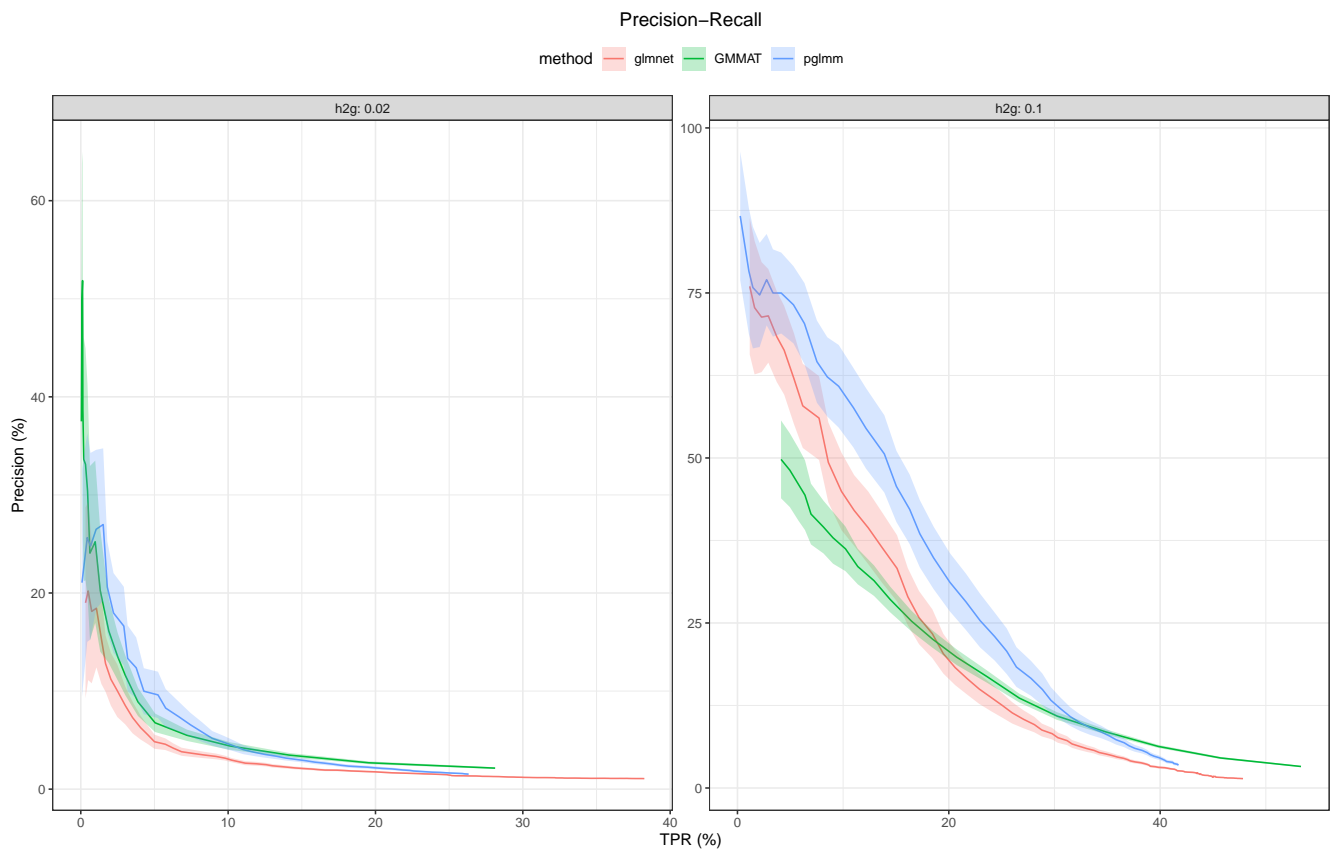 Precision−Recall
method glmnet GMMAT pglmm
h2g: 0.02
h2g: 0.1
Precision (%)
60
40
20
0
0 10 20 30 40
100
75
50
25
0
0 20 40
TPR (%)